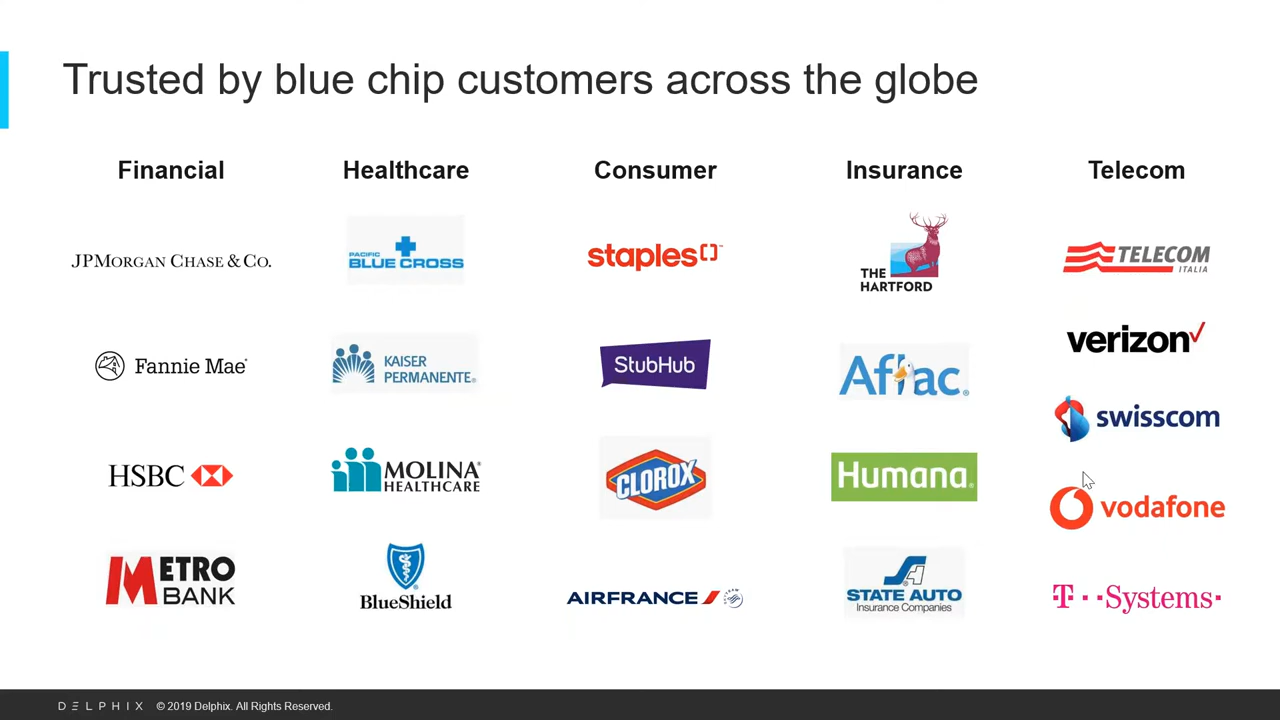 Trusted by blue chip customers across the globe
Financial
Healthcare
Consumer
Insurance
Telecom
JPMORGAN CHASE & CO.
PACIFIC
BLUE CROSS
staples
THE
HARTFORD
TELECOM
ITALIA
verizon
Fannie Mae®
KAISER
PERMANENTE®
StubHub
Aflac®
swisscom
HSBC
MOLINA®
HEALTHCARE
CLOROX
Humana®
vodafone
METRO
BANK
BlueShield
AIRFRANCE
STATE AUTO
Insurance Companies
T··Systems·
DELPHIX © 2019 Delphix. All Rights Reserved.